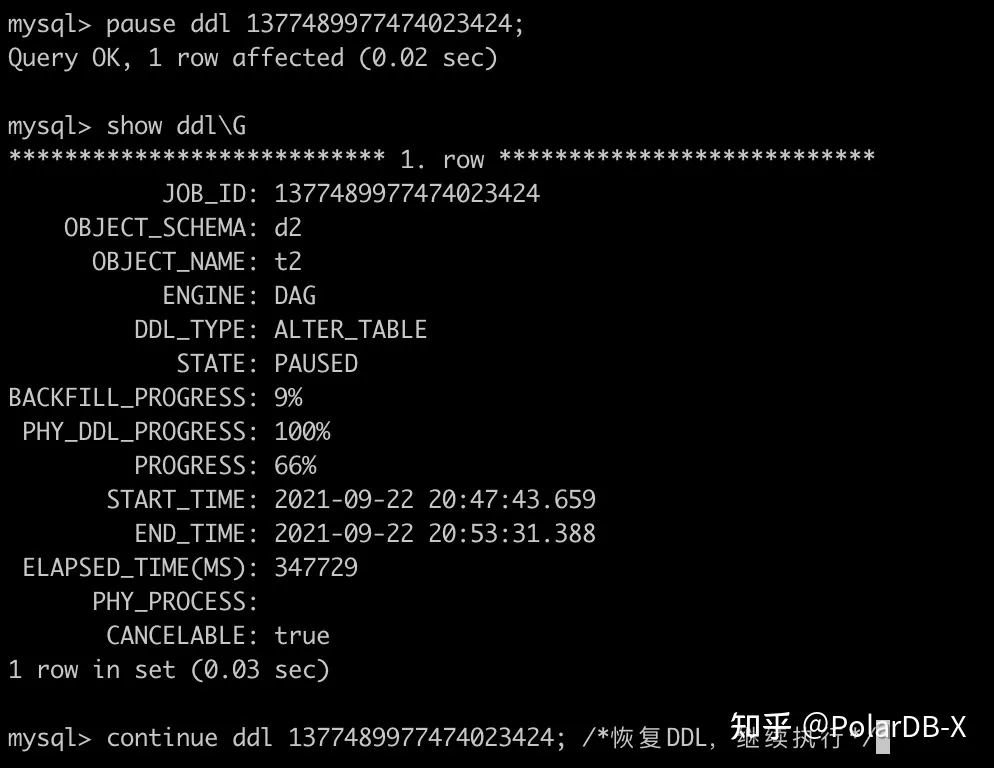 mysql> pause ddl 1377489977474023424;
Query OK, 1 row affected (0.02 sec)
mysql> show ddl\G
*************************** 1. row ***************************
JOB_ID: 1377489977474023424
OBJECT_SCHEMA: d2
OBJECT_NAME: t2
ENGINE: DAG
DDL_TYPE: ALTER_TABLE
STATE: PAUSED
BACKFILL_PROGRESS: 9%
PHY_DDL_PROGRESS: 100%
PROGRESS: 66%
START_TIME: 2021-09-22 20:47:43.659
END_TIME: 2021-09-22 20:53:31.388
ELAPSED_TIME(MS): 347729
PHY_PROCESS:
CANCELABLE: true
1 row in set (0.03 sec)
mysql> continue ddl 1377489977474023424; /*恢复DDL，继续执行*/
知乎 @PolarDB-X